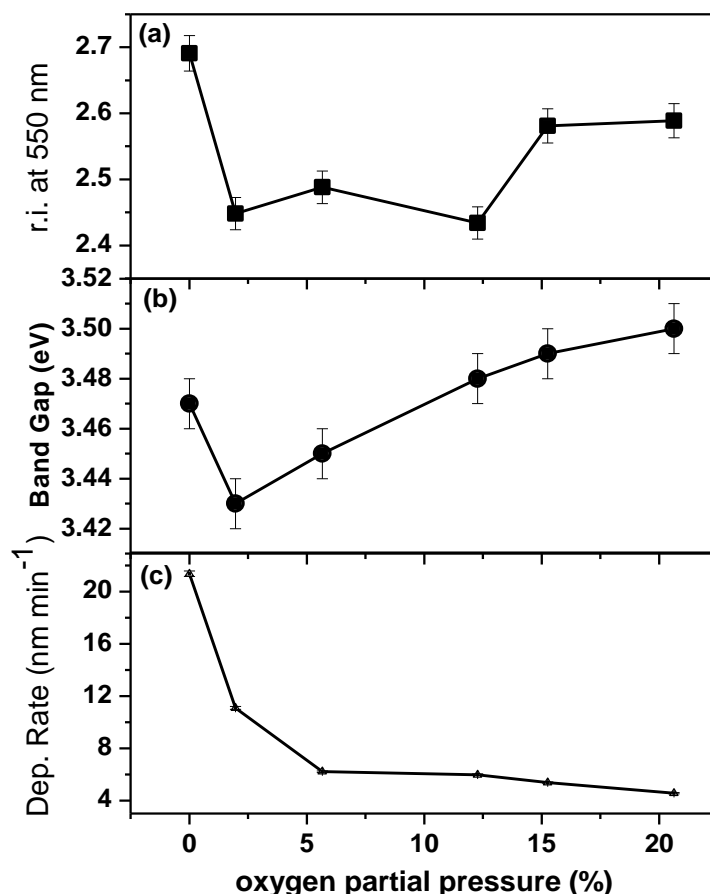 (a)
r.i. at 550 nm
2.7
2.6
2.5
2.4
(b)
Band Gap (eV)
3.52
3.50
3.48
3.46
3.44
3.42
(c)
Dep. Rate (nm min⁻¹)
20
16
12
8
4
0 5 10 15 20
oxygen partial pressure (%)